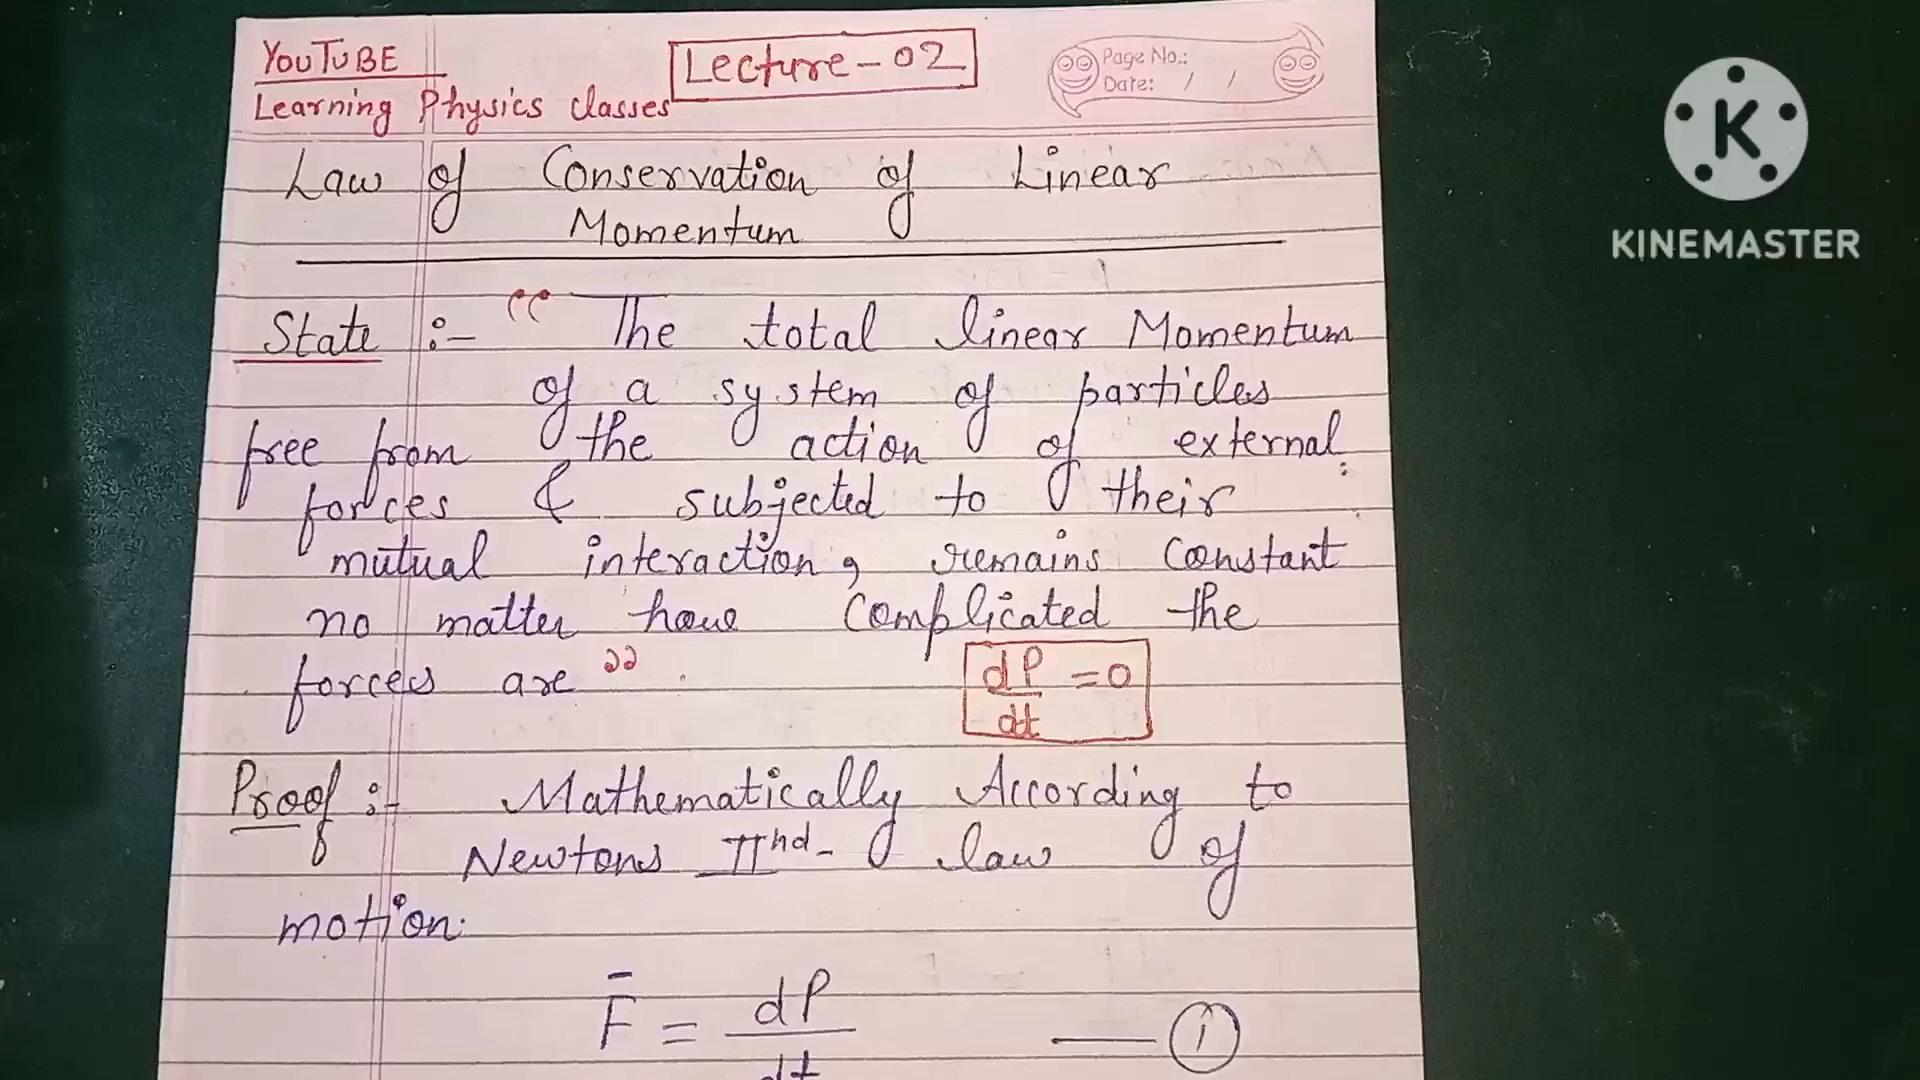 YOUTUBE
Lecture-02
Page No.:
Date: / /
Learning Physics classes
Law of Conservation of Linear
Momentum
State :- “ The total linear Momentum
of a system of particles
free from the action of external
forces & subjected to their
mutual interaction, remains constant
no matter how complicated the
forces are ” .
dP/dt = 0
Proof :- Mathematically According to
Newtons IInd- law of
motion.
F̄ = dP/dt — (i)
K
KINEMASTER